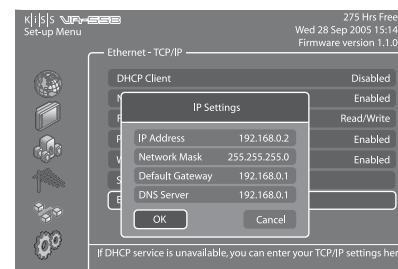 KISS VR-558
275 Hrs Free
Set-up Menu
Wed 28 Sep 2005 15:14
Firmware version 1.1.0
Ethernet - TCP/IP
DHCP Client Disabled
N Enabled
F Read/Write
P Enabled
V Enabled
S
E
IP Settings
IP Address 192.168.0.2
Network Mask 255.255.255.0
Default Gateway 192.168.0.1
DNS Server 192.168.0.1
OK Cancel
If DHCP service is unavailable, you can enter your TCP/IP settings her